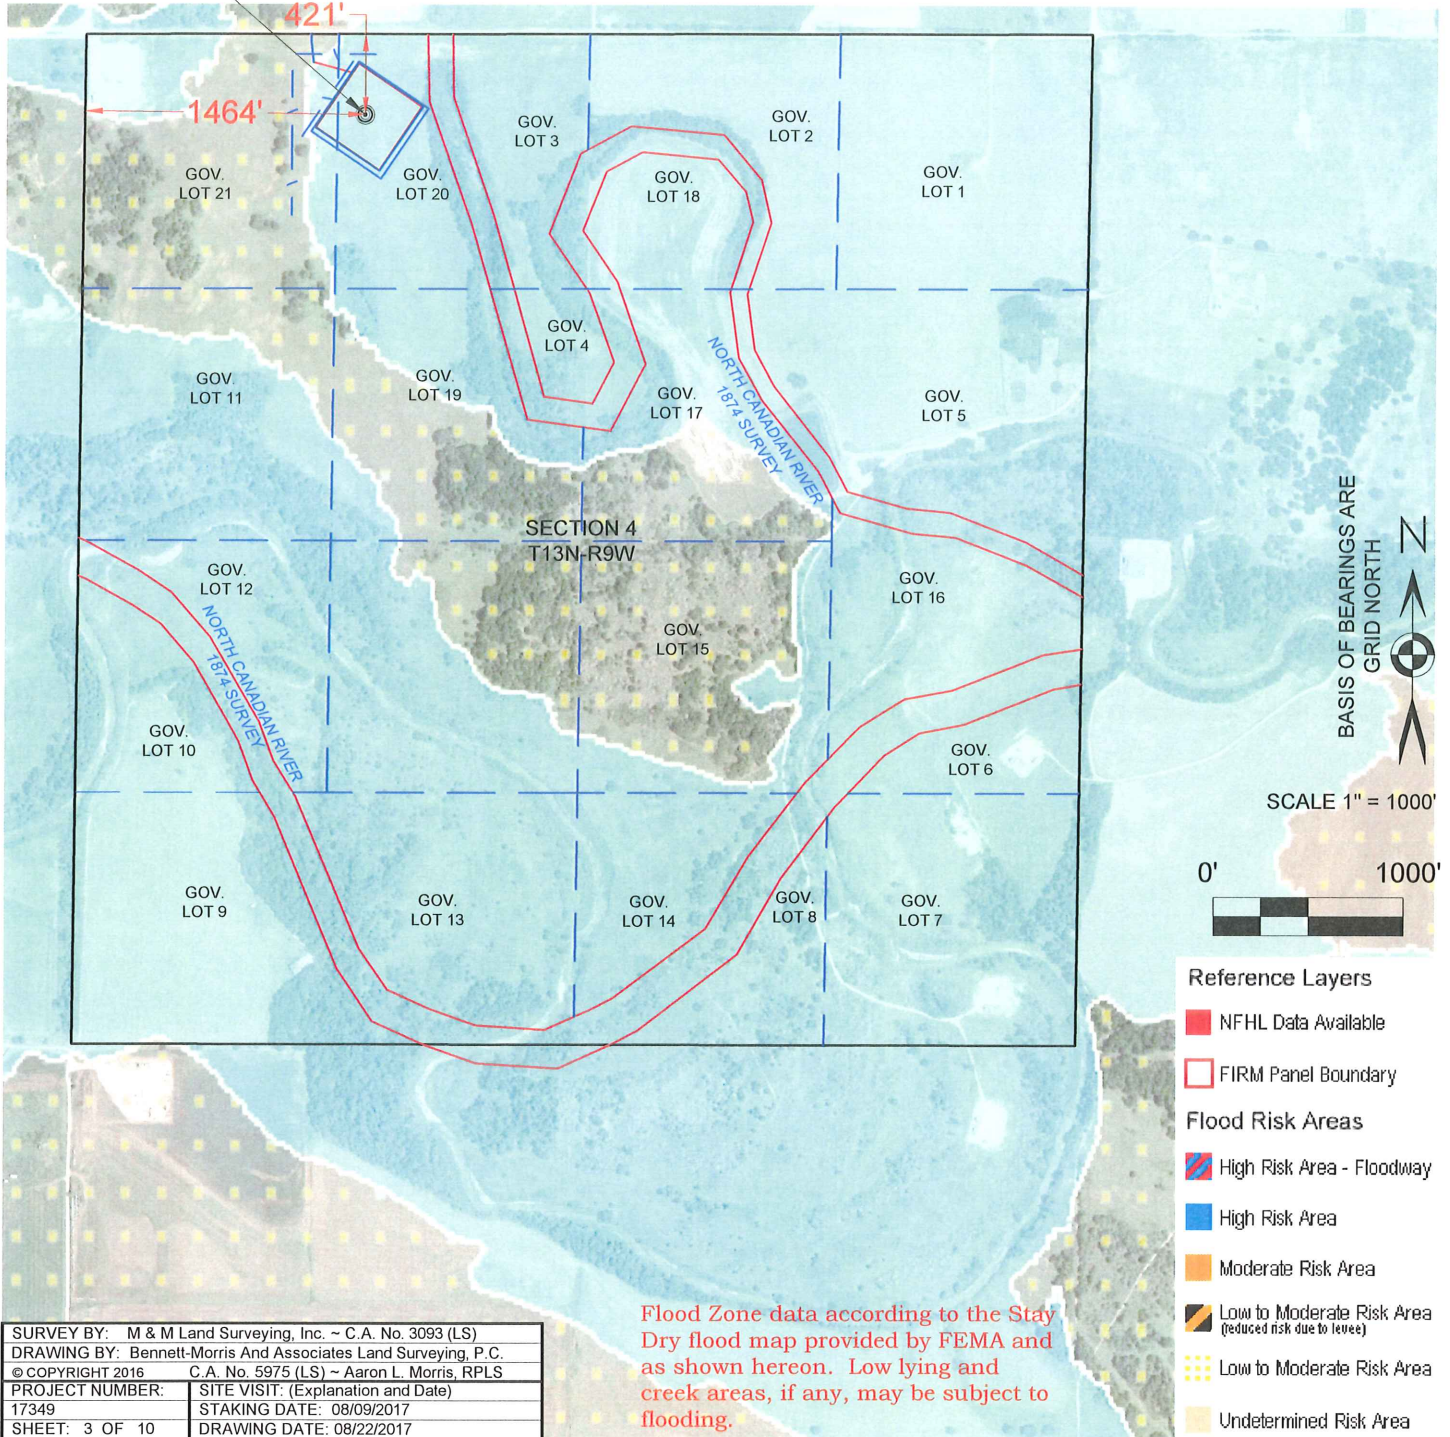 421'
1464'
GOV.
LOT 3
GOV.
LOT 2
GOV.
LOT 21
GOV.
LOT 20
GOV.
LOT 18
GOV.
LOT 1
GOV.
LOT 4
GOV.
LOT 11
GOV.
LOT 19
GOV.
LOT 17
NORTH CANADIAN RIVER
1874 SURVEY
GOV.
LOT 5
SECTION 4
T13N-R9W
GOV.
LOT 12
GOV.
LOT 16
GOV.
LOT 15
NORTH CANADIAN RIVER
1874 SURVEY
GOV.
LOT 10
GOV.
LOT 6
GOV.
LOT 9
GOV.
LOT 13
GOV.
LOT 14
GOV.
LOT 8
GOV.
LOT 7
BASIS OF BEARINGS ARE
GRID NORTH
N
SCALE 1" = 1000'
0' 1000'
Reference Layers
NFHL Data Available
FIRM Panel Boundary
Flood Risk Areas
High Risk Area - Floodway
High Risk Area
Moderate Risk Area
Low to Moderate Risk Area
(reduced risk due to levee)
Low to Moderate Risk Area
Undetermined Risk Area
Flood Zone data according to the Stay
Dry flood map provided by FEMA and
as shown hereon. Low lying and
creek areas, if any, may be subject to
flooding.
SURVEY BY: M & M Land Surveying, Inc. ~ C.A. No. 3093 (LS)
DRAWING BY: Bennett-Morris And Associates Land Surveying, P.C.
© COPYRIGHT 2016 C.A. No. 5975 (LS) ~ Aaron L. Morris, RPLS
PROJECT NUMBER: SITE VISIT: (Explanation and Date)
17349 STAKING DATE: 08/09/2017
SHEET: 3 OF 10 DRAWING DATE: 08/22/2017